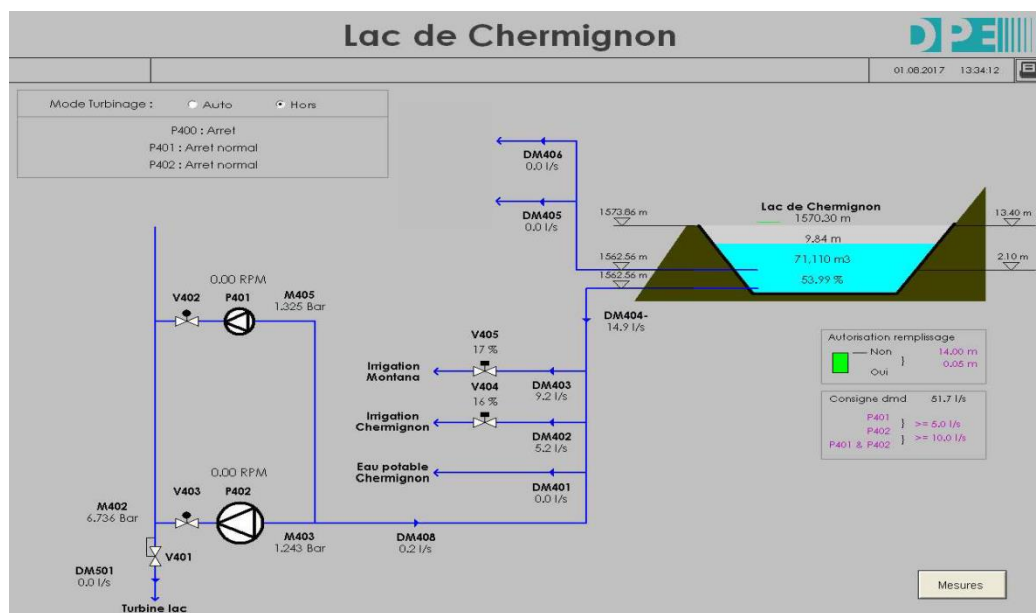 Lac de Chermignon
DPE
01.08.2017 13:34:12
Mode Turbinage : Auto Hors
P400 : Arret
P401 : Arret normal
P402 : Arret normal
DM406
0.0 l/s
DM405
0.0 l/s
Lac de Chermignon
1573.86 m 1570.30 m 13.40 m
9.84 m
1562.56 m 71,110 m3 2.10 m
1562.56 m 53.99 %
DM404-
14.9 l/s
0.00 RPM
V402 P401 M405
1.325 Bar
V405
17 %
Irrigation
Montana
DM403
9.2 l/s
V404
16 %
Irrigation
Chermignon
DM402
5.2 l/s
Eau potable
Chermignon
DM401
0.0 l/s
Autorisation remplissage
Non } 14.00 m
Oui 0.05 m
Consigne dmd 51.7 l/s
P401
P402 } >= 5.0 l/s
P401 & P402 } >= 10.0 l/s
0.00 RPM
V403 P402
M402
6.736 Bar
M403
1.243 Bar
DM408
0.2 l/s
V401
DM501
0.0 l/s
Turbine lac
Mesures